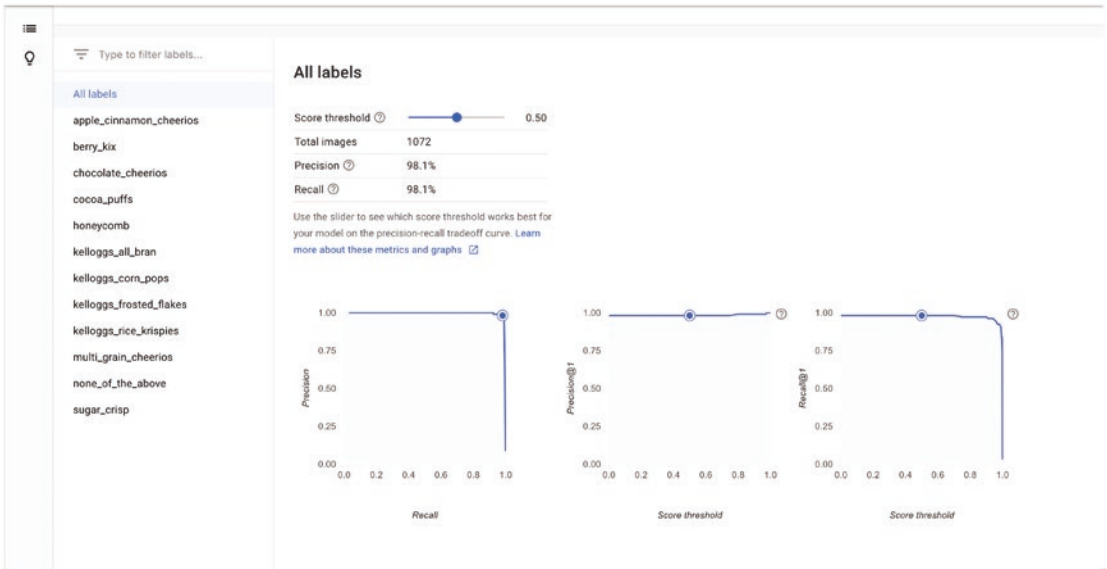 Type to filter labels...
All labels
apple_cinnamon_cheerios
berry_kix
chocolate_cheerios
cocoa_puffs
honeycomb
kelloggs_all_bran
kelloggs_corn_pops
kelloggs_frosted_flakes
kelloggs_rice_krispies
multi_grain_cheerios
none_of_the_above
sugar_crisp
All labels
Score threshold ? 0.50
Total images 1072
Precision ? 98.1%
Recall ? 98.1%
Use the slider to see which score threshold works best for
your model on the precision-recall tradeoff curve. Learn
more about these metrics and graphs
1.00
0.75
0.50
0.25
0.00
Precision
0.0 0.2 0.4 0.6 0.8 1.0
Recall
1.00 ?
0.75
0.50
0.25
0.00
Precision@1
0.0 0.2 0.4 0.6 0.8 1.0
Score threshold
1.00 ?
0.75
0.50
0.25
0.00
Recall@1
0.0 0.2 0.4 0.6 0.8 1.0
Score threshold